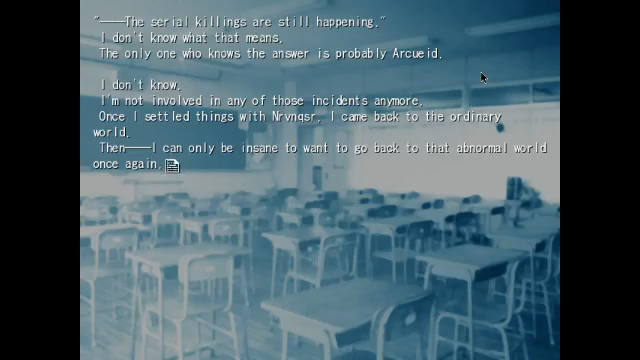 "――The serial killings are still happening."
I don't know what that means.
The only one who knows the answer is probably Arcueid.
I don't know.
I'm not involved in any of those incidents anymore.
Once I settled things with Nrvnqsr, I came back to the ordinary
world.
Then――I can only be insane to want to go back to that abnormal world
once again.